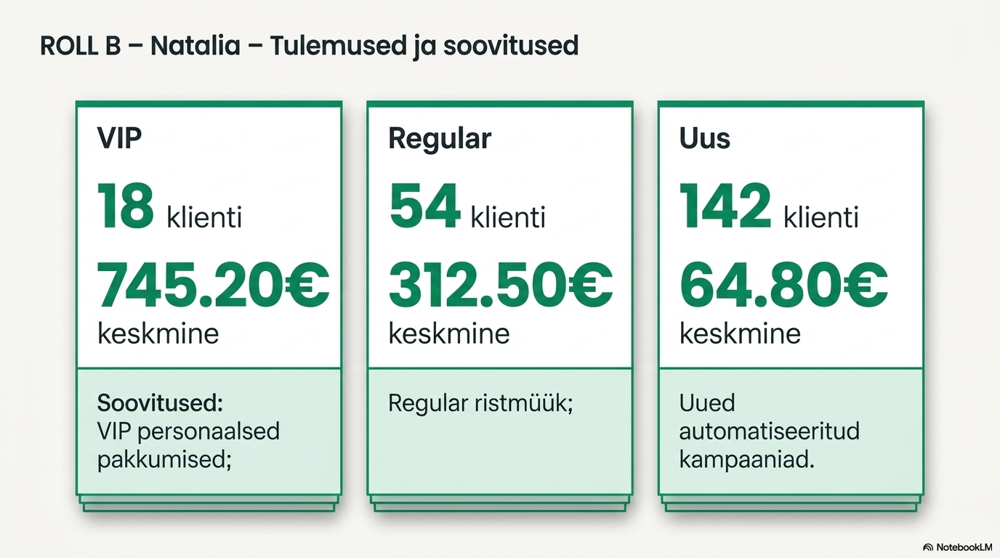 ROLL B – Natalia – Tulemused ja soovitused
VIP
18 klienti
745.20€
keskmine
Soovitused:
VIP personaalsed
pakkumised;
Regular
54 klienti
312.50€
keskmine
Regular ristmüük;
Uus
142 klienti
64.80€
keskmine
Uued
automatiseeritud
kampaaniad.
NotebookLM